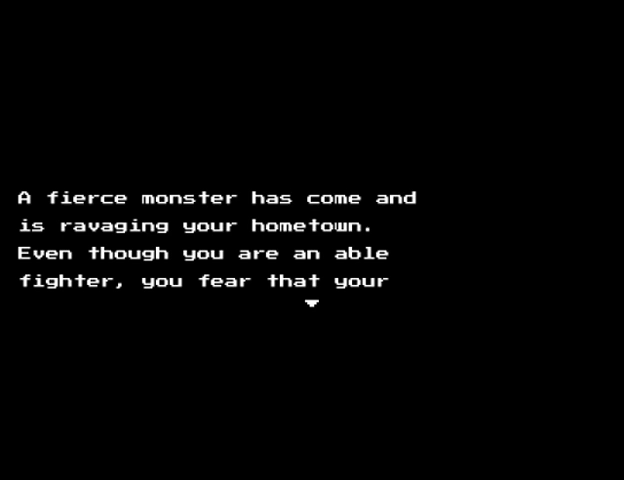 A fierce monster has come and
is ravaging your hometown.
Even though you are an able
fighter, you fear that your